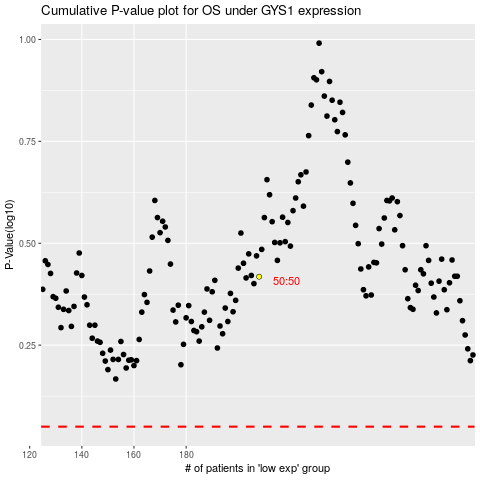 Cumulative P-value plot for OS under GYS1 expression
P-Value(log10)
1.00
0.75
0.50
0.25
50:50
120 140 160 180
# of patients in 'low exp' group